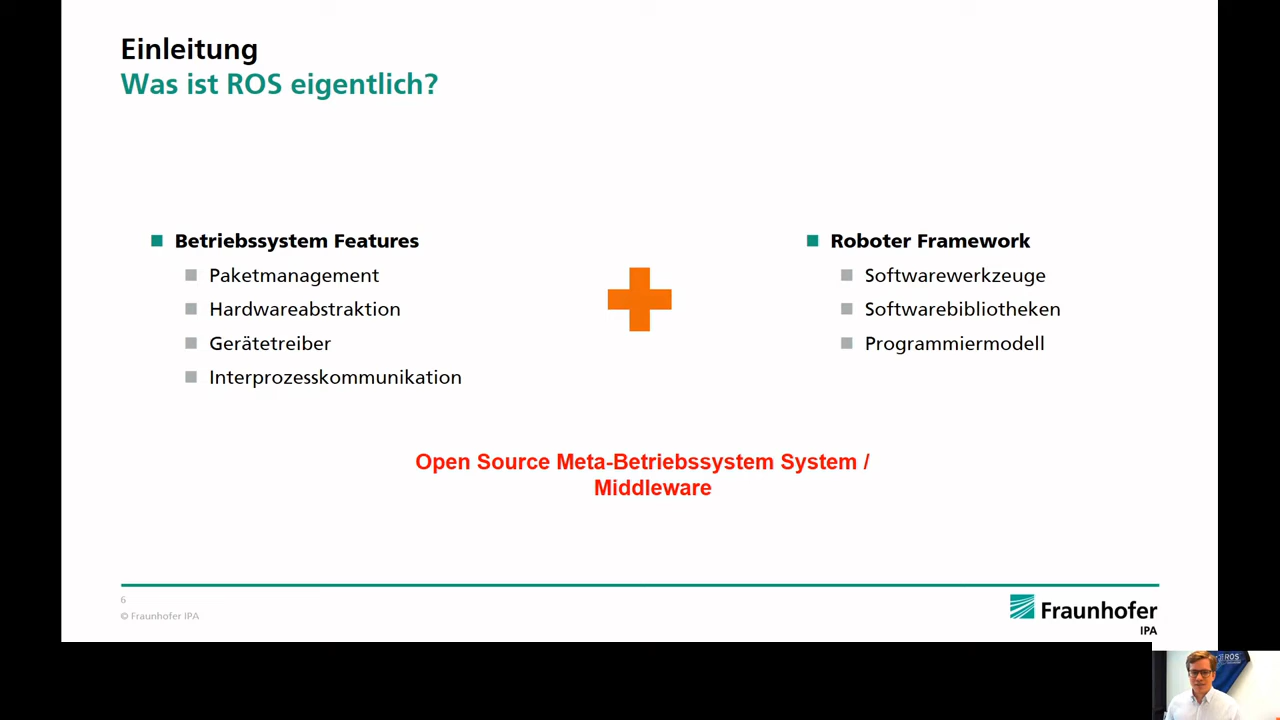 Einleitung
Was ist ROS eigentlich?
Betriebssystem Features
Paketmanagement
Hardwareabstraktion
Gerätetreiber
Interprozesskommunikation
Roboter Framework
Softwarewerkzeuge
Softwarebibliotheken
Programmiermodell
Open Source Meta-Betriebssystem System /
Middleware
6
© Fraunhofer IPA
Fraunhofer
IPA
ROS